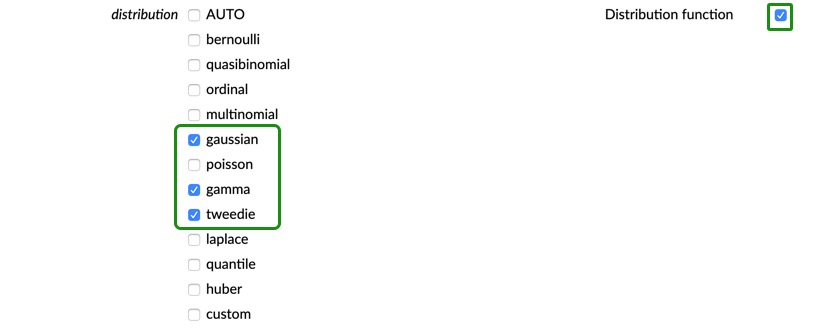 distribution AUTO Distribution function
bernoulli
quasibinomial
ordinal
multinomial
gaussian
poisson
gamma
tweedie
laplace
quantile
huber
custom